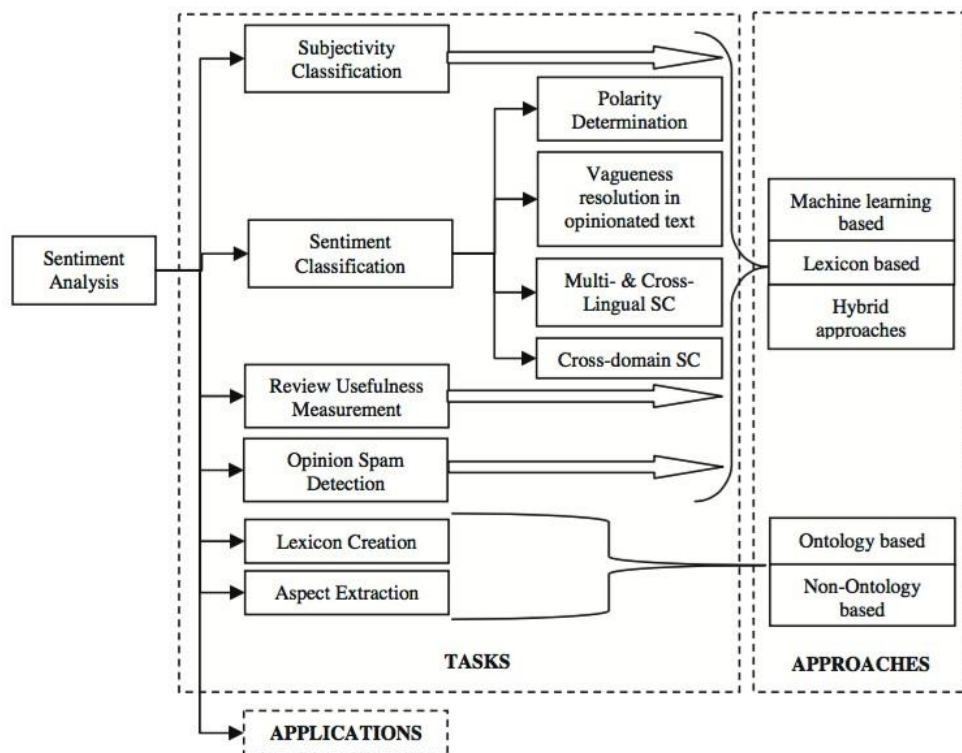 Subjectivity
Classification
Polarity
Determination
Vagueness
resolution in
opinionated text
Machine learning
based
Sentiment
Analysis
Sentiment
Classification
Lexicon based
Multi- & Cross-
Lingual SC
Hybrid
approaches
Cross-domain SC
Review Usefulness
Measurement
Opinion Spam
Detection
Lexicon Creation
Ontology based
Aspect Extraction
Non-Ontology
based
TASKS
APPROACHES
APPLICATIONS